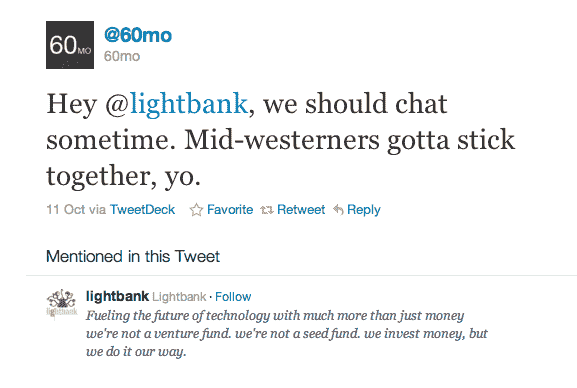 60MO
@60mo
60mo
Hey @lightbank, we should chat
sometime. Mid-westerners gotta stick
together, yo.
11 Oct via TweetDeck Favorite Retweet Reply
Mentioned in this Tweet
lightbank
lightbank Lightbank · Follow
Fueling the future of technology with much more than just money
we're not a venture fund. we're not a seed fund. we invest money, but
we do it our way.